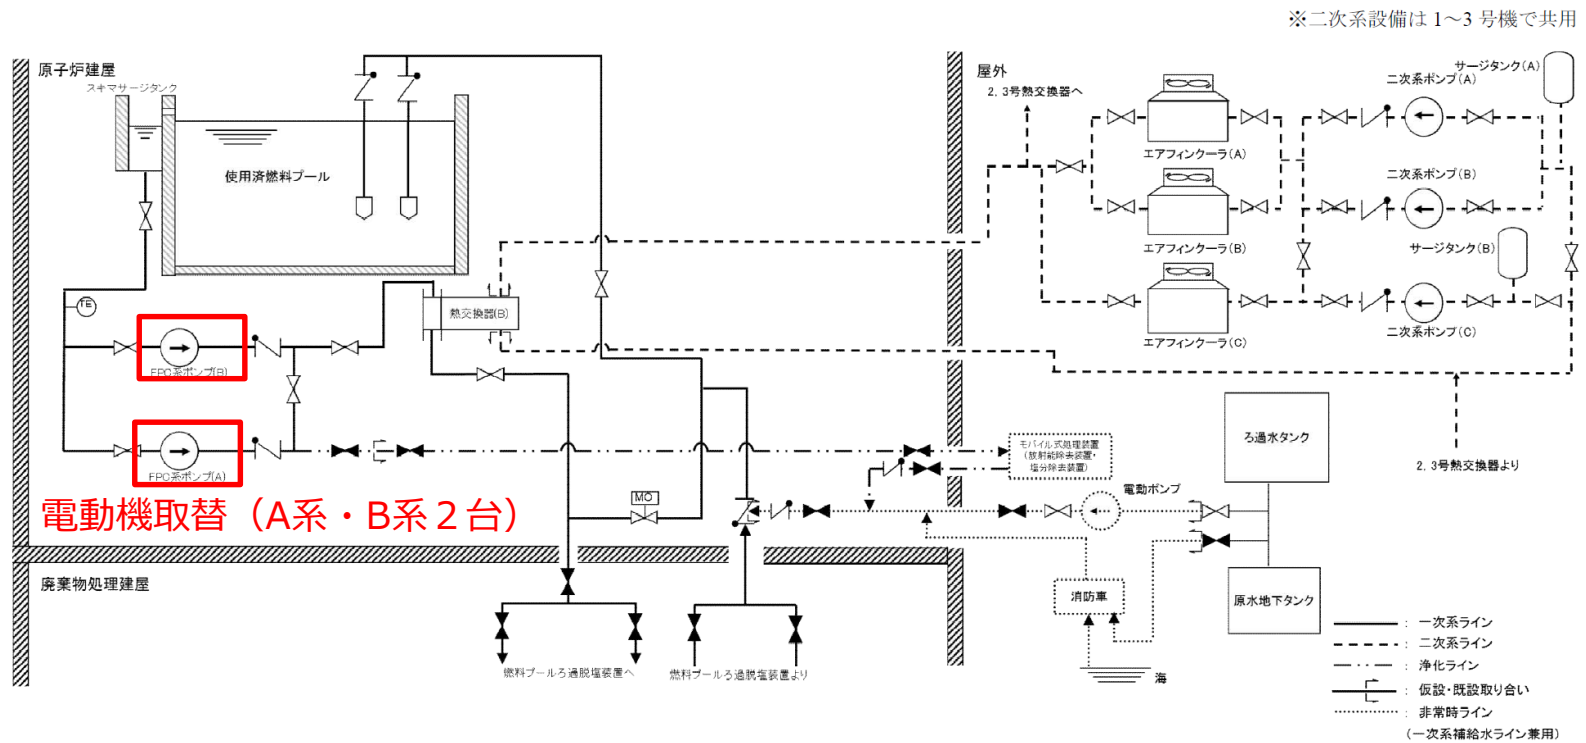 ※二次系設備は 1～3 号機で共用
原子炉建屋
スキマサージタンク
使用済燃料プール
TE
熱交換器(B)
FPC系ポンプ(B)
FPC系ポンプ(A)
電動機取替（A系・B系２台）
MO
廃棄物処理建屋
燃料プールろ過脱塩装置へ
燃料プールろ過脱塩装置より
屋外
2, 3号熱交換器へ
エアフィンクーラ(A)
エアフィンクーラ(B)
エアフィンクーラ(C)
サージタンク(A)
二次系ポンプ(A)
二次系ポンプ(B)
サージタンク(B)
二次系ポンプ(C)
2, 3号熱交換器より
モバイル式処理装置
(放射能除去装置・
塩分除去装置)
電動ポンプ
ろ過水タンク
原水地下タンク
消防車
海
： 一次系ライン
： 二次系ライン
： 浄化ライン
： 仮設・既設取り合い
： 非常時ライン
(一次系補給水ライン兼用)